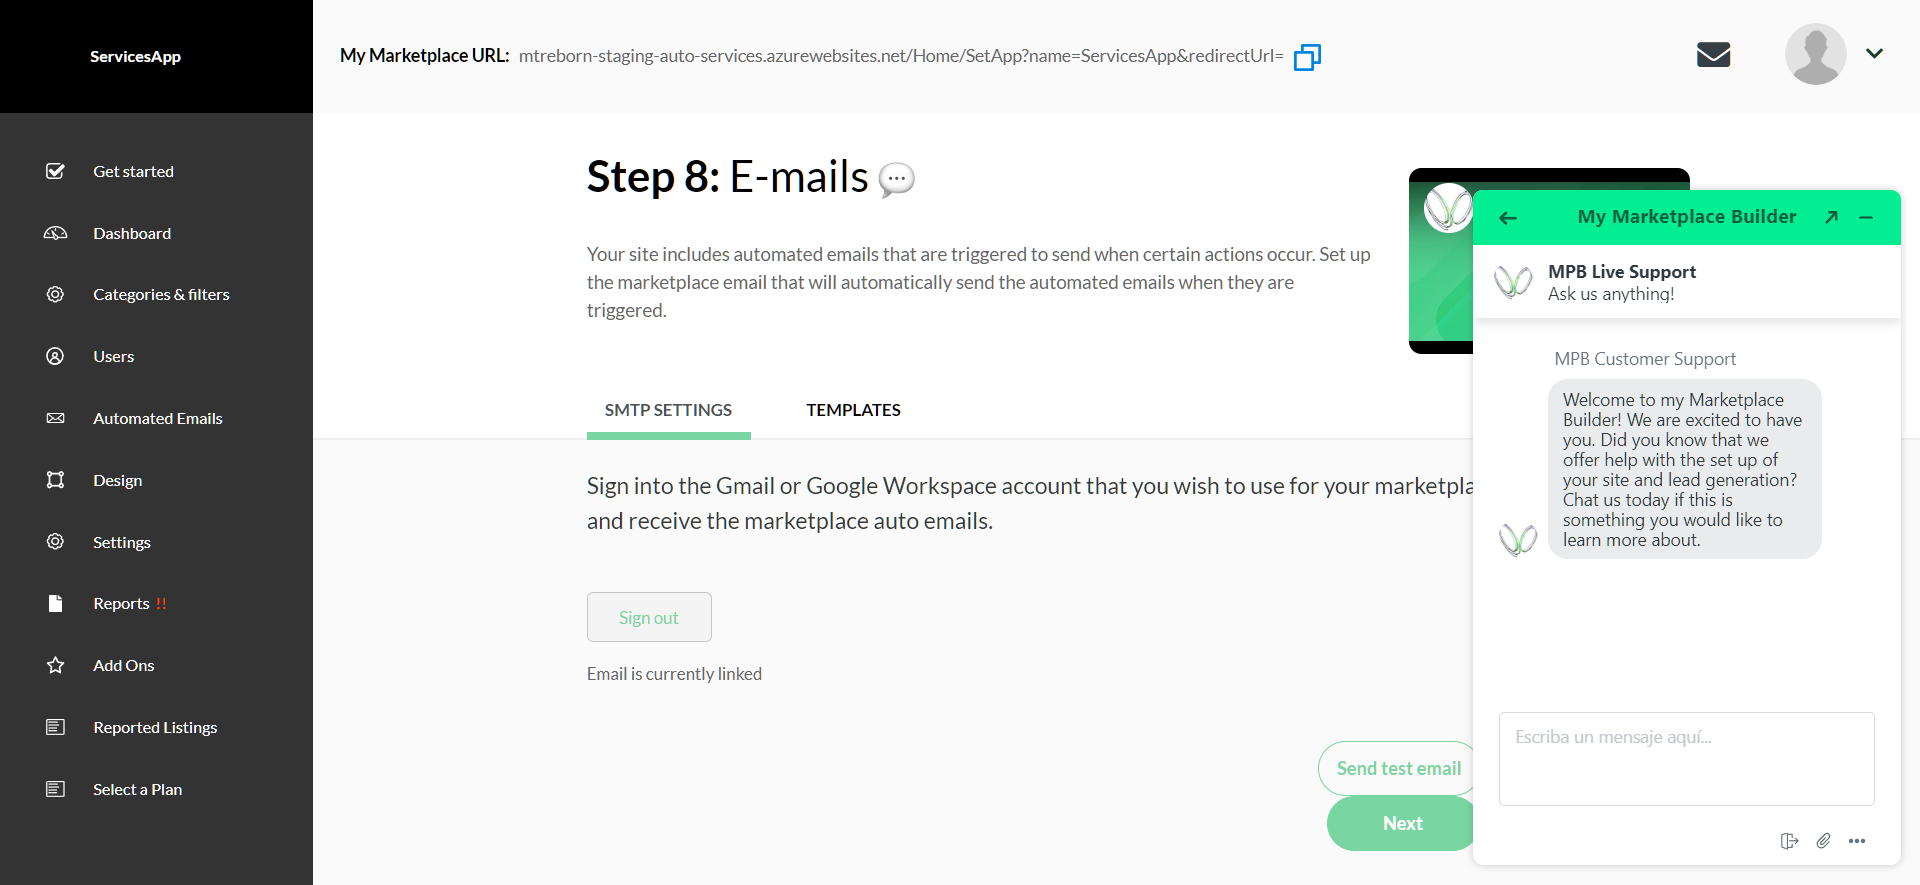 ServicesApp
My Marketplace URL: mtreborn-staging-auto-services.azurewebsites.net/Home/SetApp?name=ServicesApp&redirectUrl=
Get started
Dashboard
Categories & filters
Users
Automated Emails
Design
Settings
Reports !!
Add Ons
Reported Listings
Select a Plan
Step 8: E-mails
Your site includes automated emails that are triggered to send when certain actions occur. Set up
the marketplace email that will automatically send the automated emails when they are
triggered.
SMTP SETTINGS
TEMPLATES
Sign into the Gmail or Google Workspace account that you wish to use for your marketpla
and receive the marketplace auto emails.
Sign out
Email is currently linked
Send test email
Next
My Marketplace Builder
MPB Live Support
Ask us anything!
MPB Customer Support
Welcome to my Marketplace
Builder! We are excited to have
you. Did you know that we
offer help with the set up of
your site and lead generation?
Chat us today if this is
something you would like to
learn more about.
Escriba un mensaje aquí...